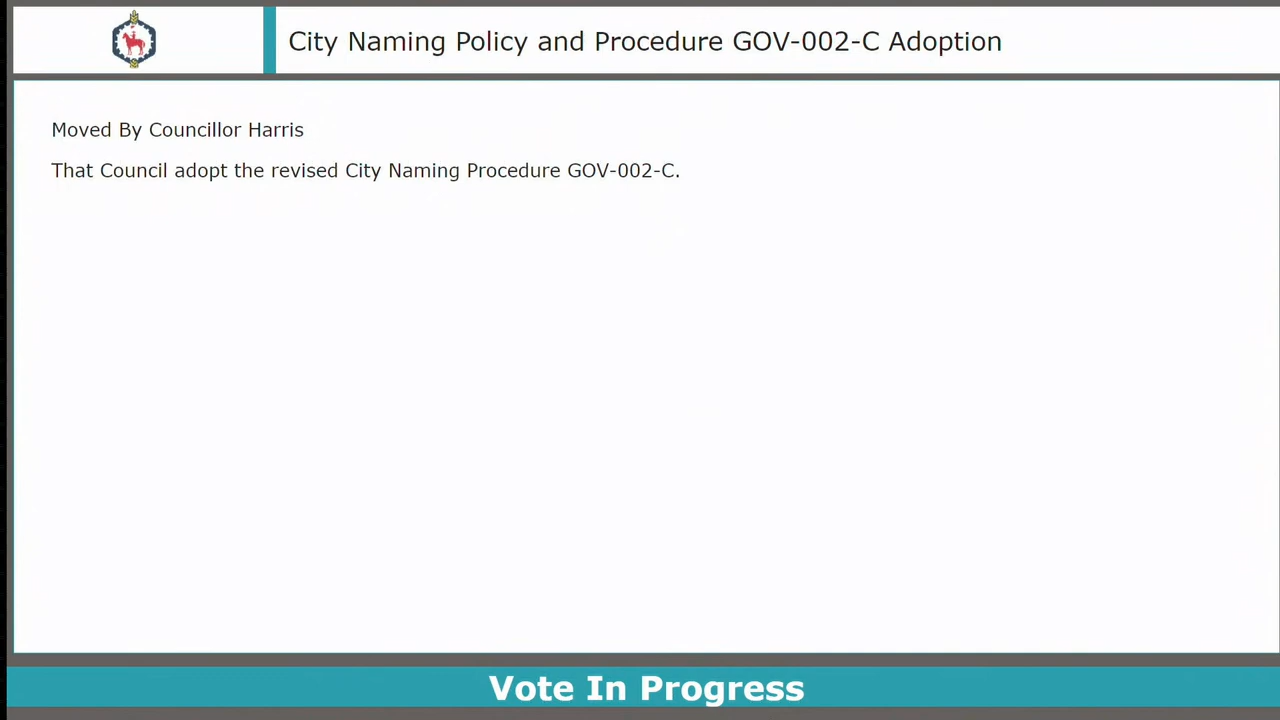 City Naming Policy and Procedure GOV-002-C Adoption
Moved By Councillor Harris
That Council adopt the revised City Naming Procedure GOV-002-C.
Vote In Progress